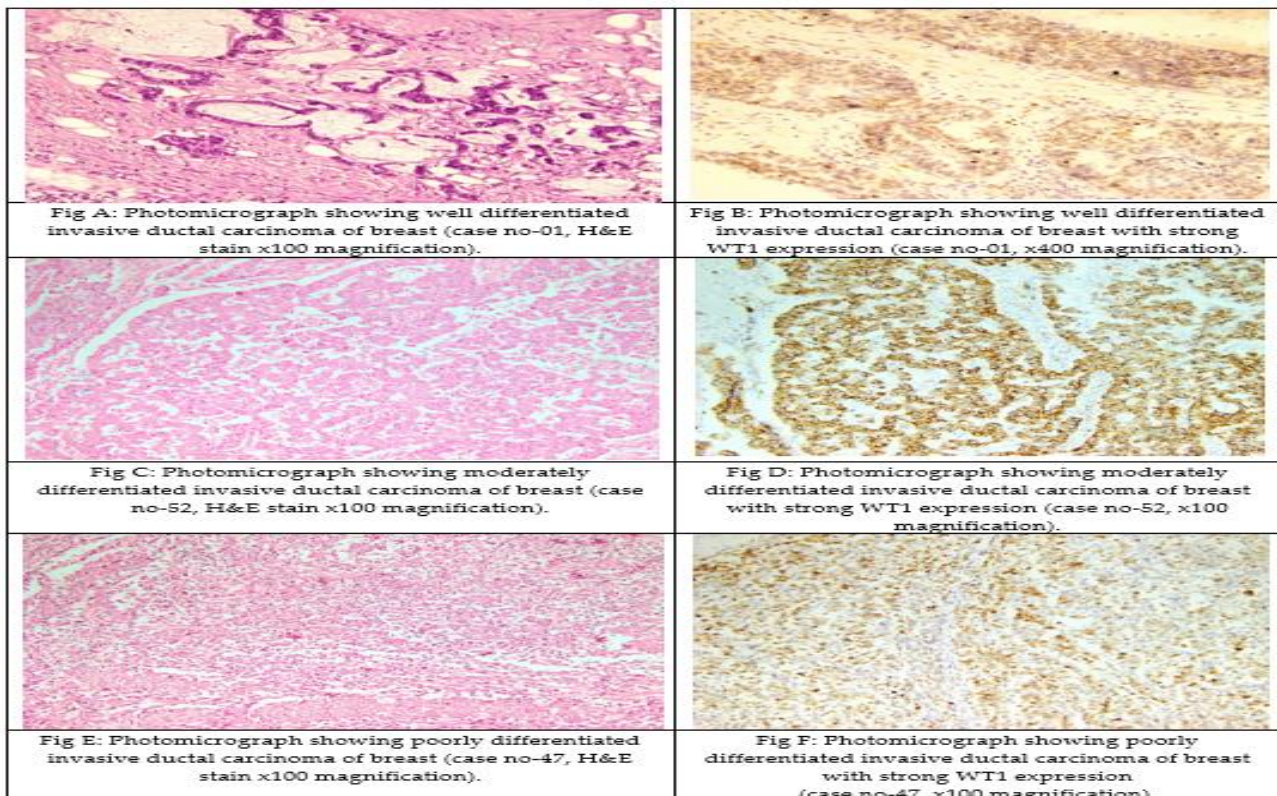 Fig A: Photomicrograph showing well differentiated
invasive ductal carcinoma of breast (case no-01, H&E
stain x100 magnification).
Fig B: Photomicrograph showing well differentiated
invasive ductal carcinoma of breast with strong
WT1 expression (case no-01, x400 magnification).
Fig C: Photomicrograph showing moderately
differentiated invasive ductal carcinoma of breast (case
no-52, H&E stain x100 magnification).
Fig D: Photomicrograph showing moderately
differentiated invasive ductal carcinoma of breast
with strong WT1 expression (case no-52, x100
magnification).
Fig E: Photomicrograph showing poorly differentiated
invasive ductal carcinoma of breast (case no-47, H&E
stain x100 magnification).
Fig F: Photomicrograph showing poorly
differentiated invasive ductal carcinoma of breast
with strong WT1 expression
(case no-47, x100 magnification)